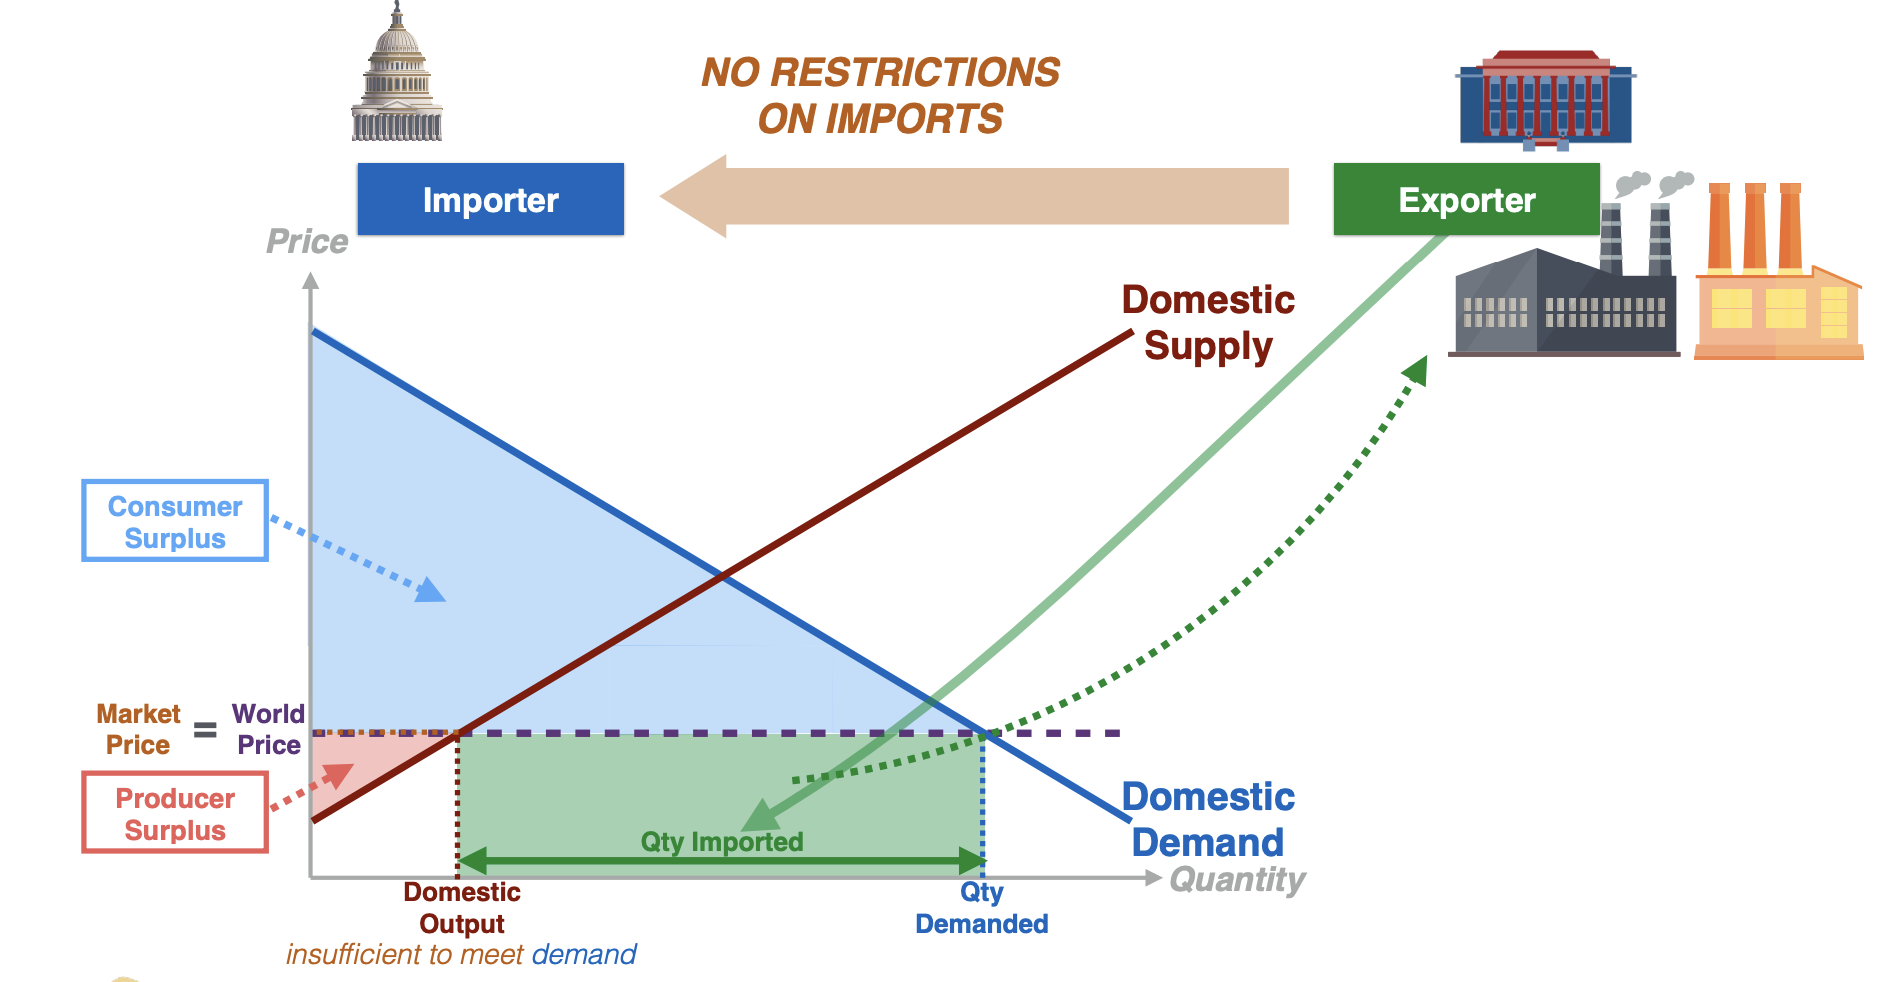 NO RESTRICTIONS
ON IMPORTS
Importer
Exporter
Price
Domestic
Supply
Consumer
Surplus
Market
Price
=
World
Price
Producer
Surplus
Qty Imported
Domestic
Demand
Quantity
Domestic
Output
insufficient to meet demand
Qty
Demanded